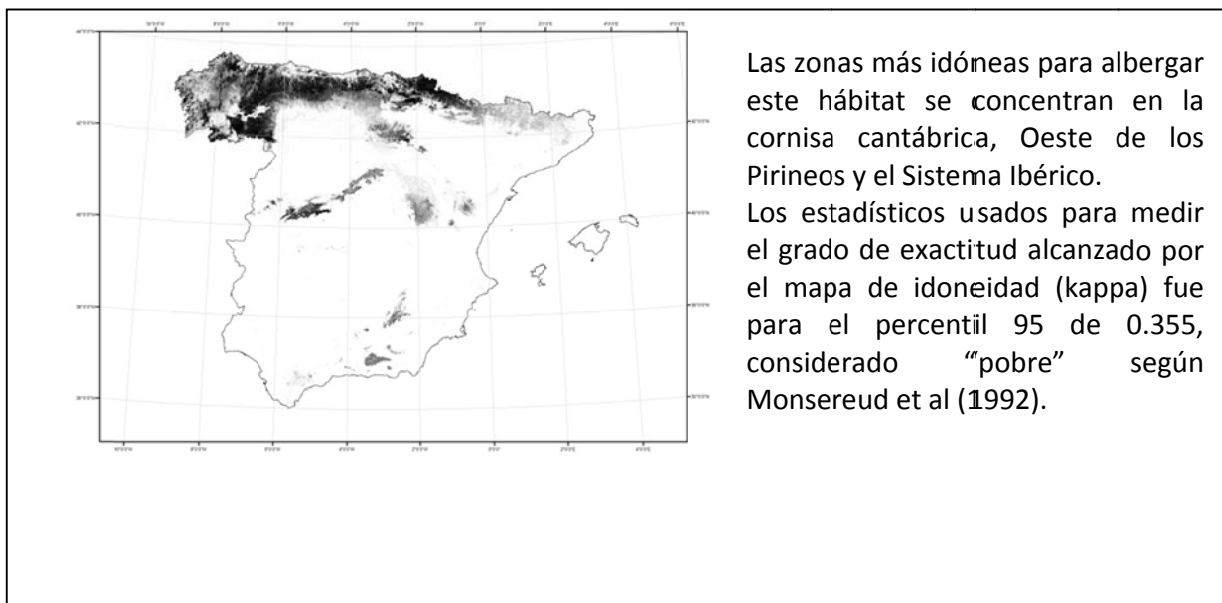 Las zonas más idóneas para albergar
este hábitat se concentran en la
cornisa cantábrica, Oeste de los
Pirineos y el Sistema Ibérico.
Los estadísticos usados para medir
el grado de exactitud alcanzado por
el mapa de idoneidad (kappa) fue
para el percentil 95 de 0.355,
considerado “pobre” según
Monsereud et al (1992).